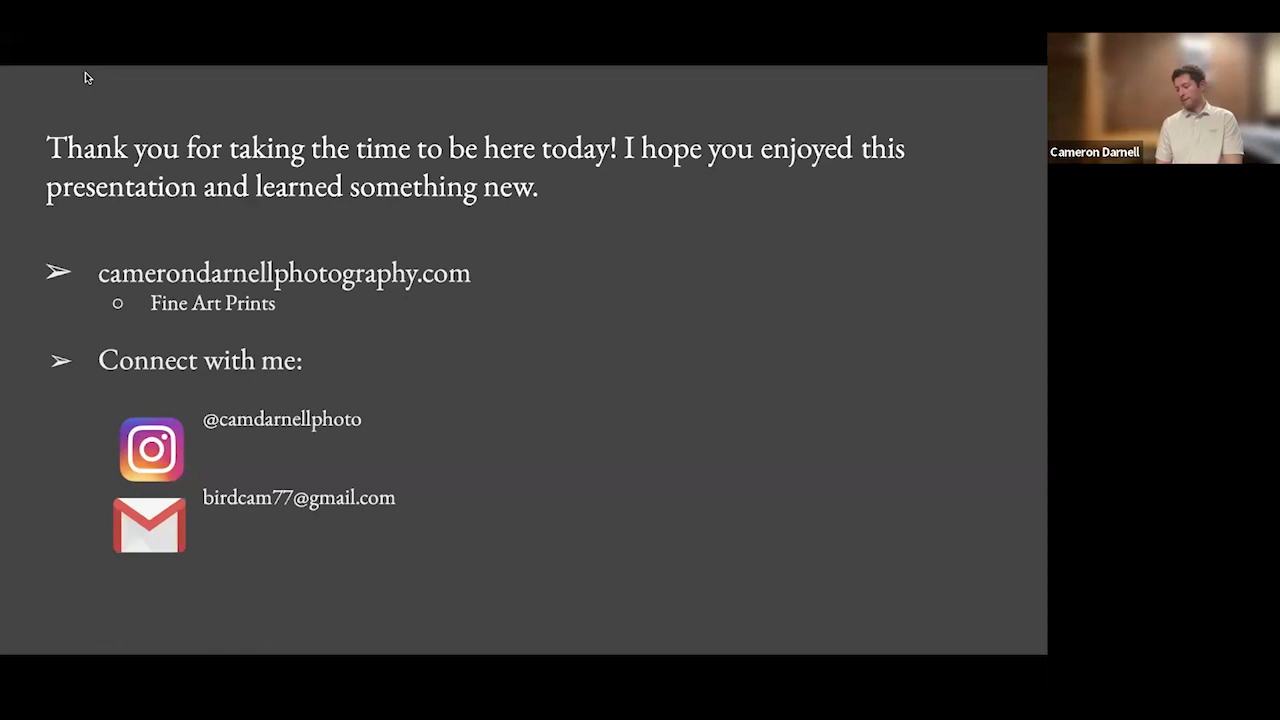 Thank you for taking the time to be here today! I hope you enjoyed this
presentation and learned something new.
➢ camerondarnellphotography.com
○ Fine Art Prints
➢ Connect with me:
@camdarnellphoto
birdcam77@gmail.com
Cameron Darnell